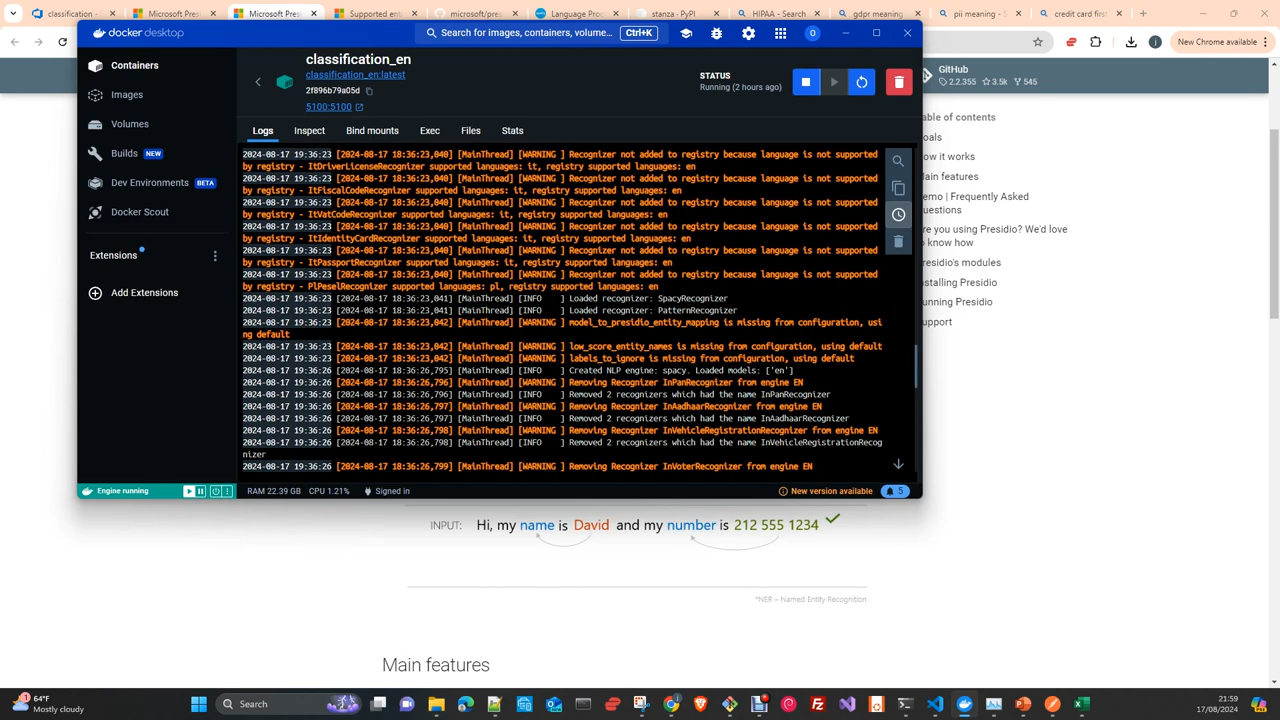 classification
Microsoft Pres
Microsoft Pres
Supported ent
microsoft/pres
Language Proc
stanza · PyPI
HIPAA - Search
gdpr meaning
pii meaning - S
credit card first
docker desktop
Search for images, containers, volume...
Ctrl+K
New Chrome available
Containers
Images
Volumes
Builds NEW
Dev Environments BETA
Docker Scout
Extensions
Add Extensions
classification_en
classification_en:latest
2f896b79a05d
5100:5100
STATUS
Running (2 hours ago)
GitHub
2.2.355 3.5k 545
Logs Inspect Bind mounts Exec Files Stats
2024-08-17 19:36:23 [2024-08-17 18:36:23,040] [MainThread] [WARNING ] Recognizer not added to registry because language is not supported
by registry - ItDriverLicenseRecognizer supported languages: it, registry supported languages: en
2024-08-17 19:36:23 [2024-08-17 18:36:23,040] [MainThread] [WARNING ] Recognizer not added to registry because language is not supported
by registry - ItFiscalCodeRecognizer supported languages: it, registry supported languages: en
2024-08-17 19:36:23 [2024-08-17 18:36:23,040] [MainThread] [WARNING ] Recognizer not added to registry because language is not supported
by registry - ItVatCodeRecognizer supported languages: it, registry supported languages: en
2024-08-17 19:36:23 [2024-08-17 18:36:23,040] [MainThread] [WARNING ] Recognizer not added to registry because language is not supported
by registry - ItIdentityCardRecognizer supported languages: it, registry supported languages: en
2024-08-17 19:36:23 [2024-08-17 18:36:23,040] [MainThread] [WARNING ] Recognizer not added to registry because language is not supported
by registry - ItPassportRecognizer supported languages: it, registry supported languages: en
2024-08-17 19:36:23 [2024-08-17 18:36:23,040] [MainThread] [WARNING ] Recognizer not added to registry because language is not supported
by registry - PlPeselRecognizer supported languages: pl, registry supported languages: en
2024-08-17 19:36:23 [2024-08-17 18:36:23,041] [MainThread] [INFO ] Loaded recognizer: SpacyRecognizer
2024-08-17 19:36:23 [2024-08-17 18:36:23,041] [MainThread] [INFO ] Loaded recognizer: PatternRecognizer
2024-08-17 19:36:23 [2024-08-17 18:36:23,042] [MainThread] [WARNING ] model_to_presidio_entity_mapping is missing from configuration, usi
ng default
2024-08-17 19:36:23 [2024-08-17 18:36:23,042] [MainThread] [WARNING ] low_score_entity_names is missing from configuration, using default
2024-08-17 19:36:23 [2024-08-17 18:36:23,042] [MainThread] [WARNING ] labels_to_ignore is missing from configuration, using default
2024-08-17 19:36:26 [2024-08-17 18:36:26,795] [MainThread] [INFO ] Created NLP engine: spacy. Loaded models: ['en']
2024-08-17 19:36:26 [2024-08-17 18:36:26,796] [MainThread] [WARNING ] Removing Recognizer InPanRecognizer from engine EN
2024-08-17 19:36:26 [2024-08-17 18:36:26,796] [MainThread] [INFO ] Removed 2 recognizers which had the name InPanRecognizer
2024-08-17 19:36:26 [2024-08-17 18:36:26,797] [MainThread] [WARNING ] Removing Recognizer InAadhaarRecognizer from engine EN
2024-08-17 19:36:26 [2024-08-17 18:36:26,797] [MainThread] [INFO ] Removed 2 recognizers which had the name InAadhaarRecognizer
2024-08-17 19:36:26 [2024-08-17 18:36:26,798] [MainThread] [WARNING ] Removing Recognizer InVehicleRegistrationRecognizer from engine EN
2024-08-17 19:36:26 [2024-08-17 18:36:26,798] [MainThread] [INFO ] Removed 2 recognizers which had the name InVehicleRegistrationRecog
nizer
2024-08-17 19:36:26 [2024-08-17 18:36:26,799] [MainThread] [WARNING ] Removing Recognizer InVoterRecognizer from engine EN
able of contents
oals
ow it works
ain features
emo | Frequently Asked
uestions
re you using Presidio? We'd love
o know how
residio's modules
nstalling Presidio
unning Presidio
upport
Engine running
RAM 22.39 GB CPU 1.21% Signed in
New version available
5
INPUT: Hi, my name is David and my number is 212 555 1234
*NER – Named Entity Recognition
Main features
64°F
Mostly cloudy
Search
21:59
17/08/2024